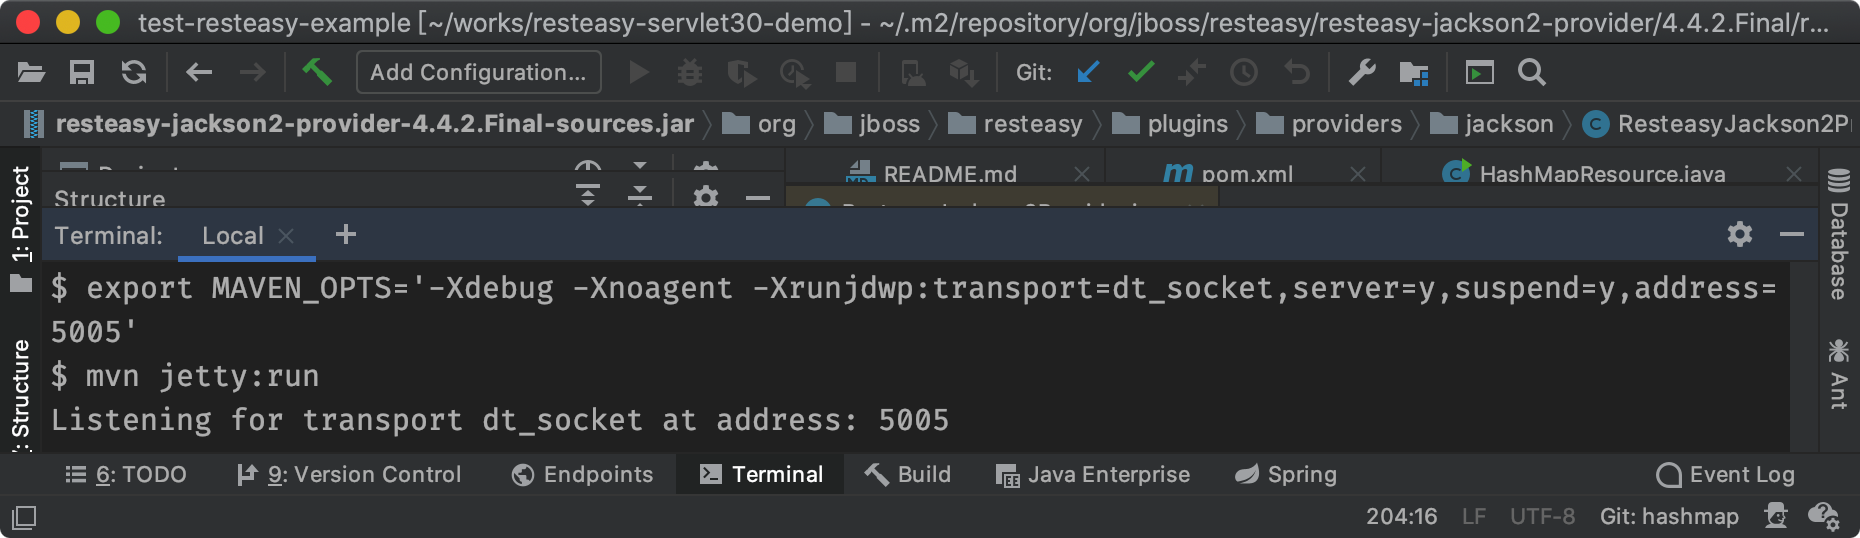 test-resteasy-example [~/works/resteasy-servlet30-demo] - ~/.m2/repository/org/jboss/resteasy/resteasy-jackson2-provider/4.4.2.Final/r...
Add Configuration... Git:
resteasy-jackson2-provider-4.4.2.Final-sources.jar org jboss resteasy plugins providers jackson C ResteasyJackson2P
1: Project
Project
README.md m pom.xml C HashMapResource.java
Structure
Database
Terminal: Local
$ export MAVEN_OPTS='-Xdebug -Xnoagent -Xrunjdwp:transport=dt_socket,server=y,suspend=y,address=
5005'
$ mvn jetty:run
Listening for transport dt_socket at address: 5005
: Structure
Ant
6: TODO 9: Version Control Endpoints Terminal Build Java Enterprise Spring Event Log
204:16 LF UTF-8 Git: hashmap